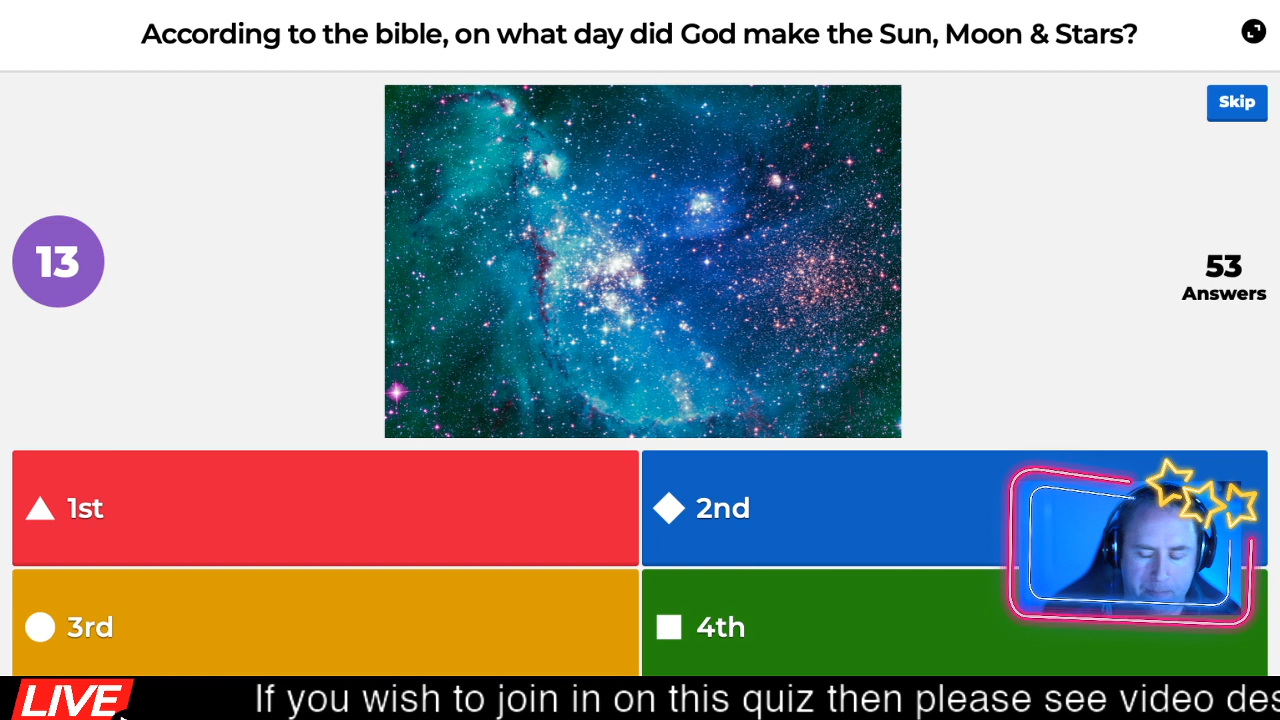 According to the bible, on what day did God make the Sun, Moon & Stars?
Skip
13
53
Answers
1st
2nd
3rd
4th
LIVE
If you wish to join in on this quiz then please see video des